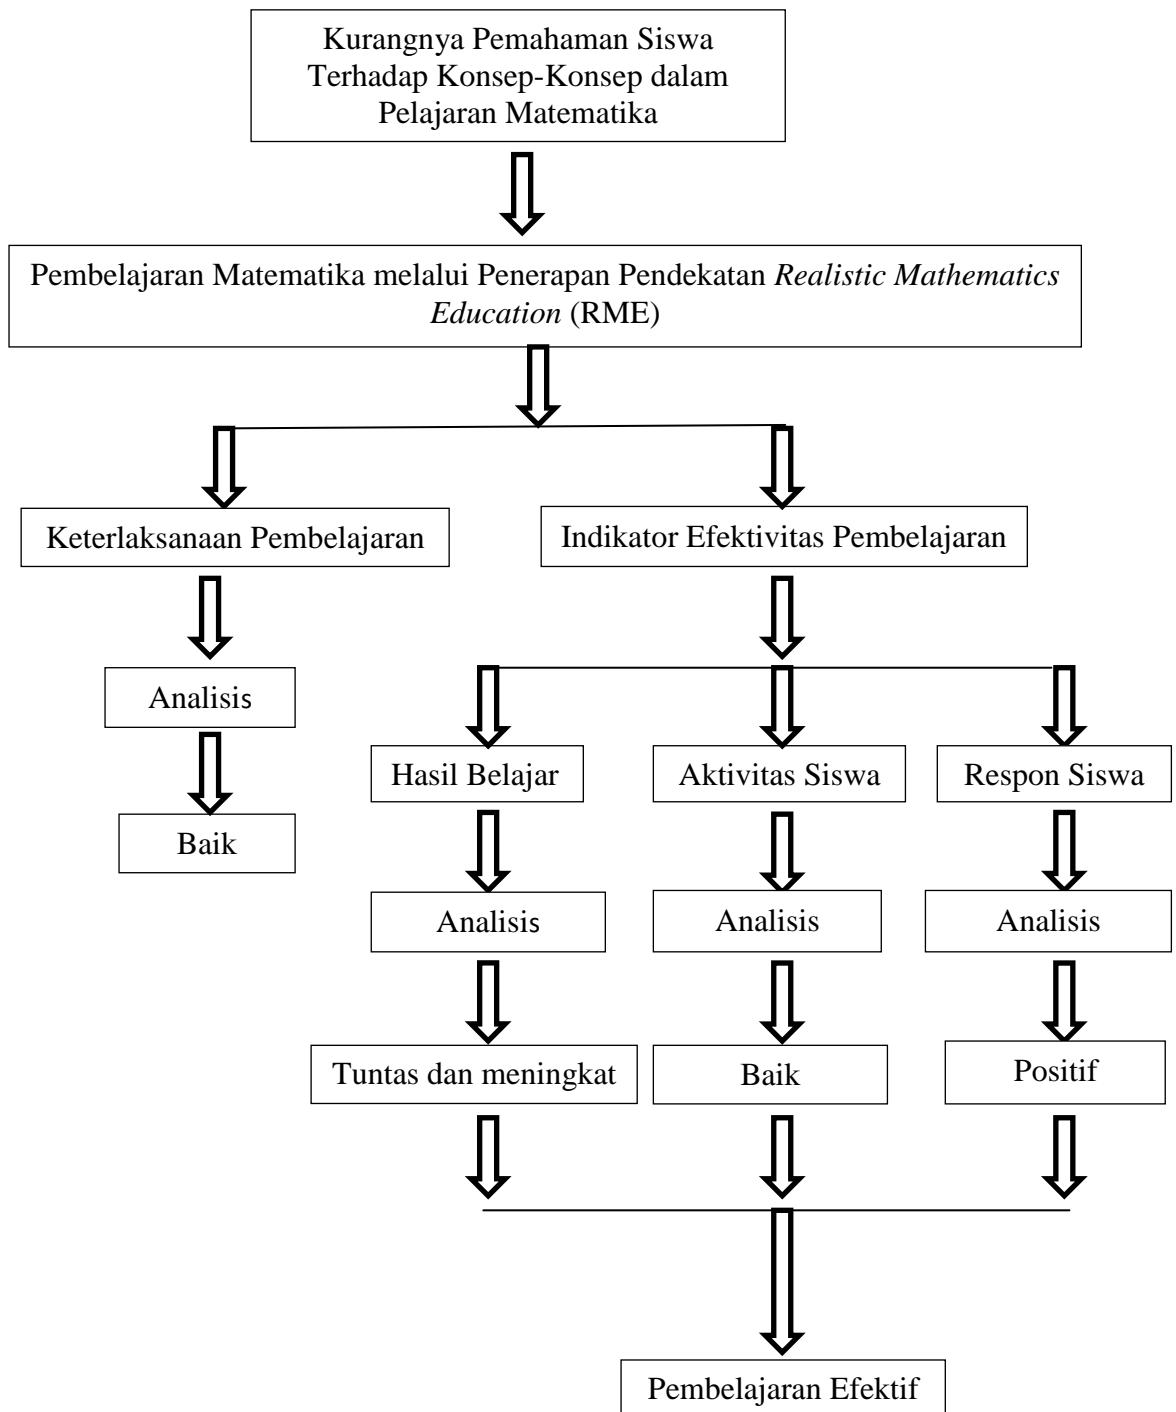 Kurangnya Pemahaman Siswa
Terhadap Konsep-Konsep dalam
Pelajaran Matematika
Pembelajaran Matematika melalui Penerapan Pendekatan Realistic Mathematics
Education (RME)
Keterlaksanaan Pembelajaran
Indikator Efektivitas Pembelajaran
Analisis
Baik
Hasil Belajar
Aktivitas Siswa
Respon Siswa
Analisis
Analisis
Analisis
Tuntas dan meningkat
Baik
Positif
Pembelajaran Efektif